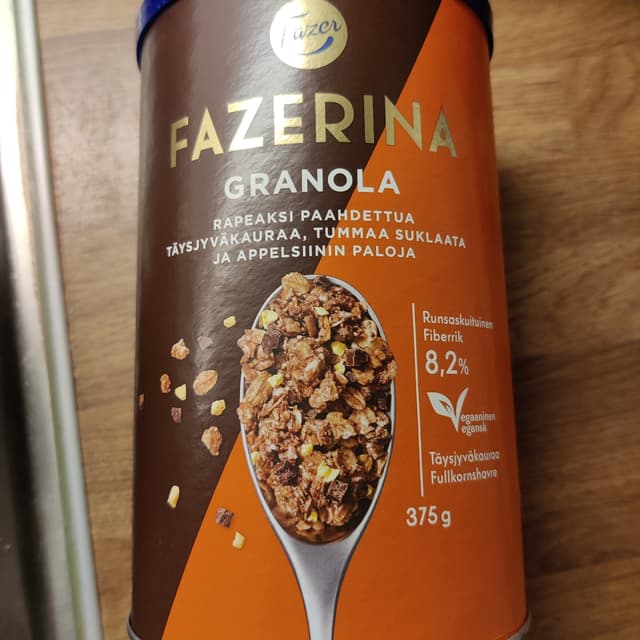 Fazer
FAZERINA
GRANOLA
RAPEAKSI PAAHDETTUA
TÄYSJYVÄKAURAA, TUMMAA SUKLAATA
JA APPELSIININ PALOJA
Runsaskuituinen
Fiberrik
8,2%
Vegaaninen
Vegansk
Täysjyväkauraa
Fullkornshavre
375 g